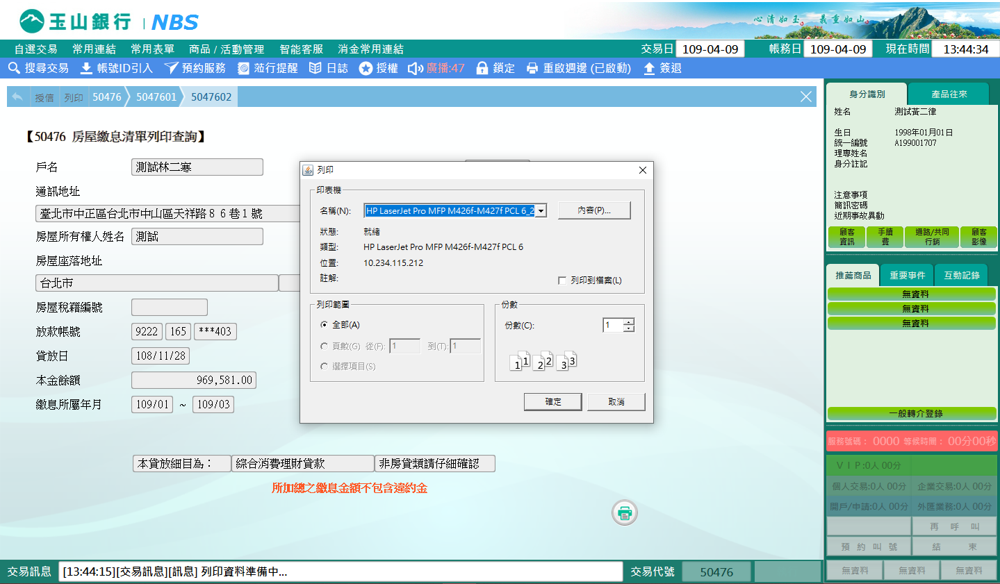 玉山銀行 | NBS
心清如玉。義重如山。
自選交易 常用連結 常用表單 商品 / 活動管理 智能客服 消金常用連結 交易日 109-04-09 帳務日 109-04-09 現在時間 13:44:34
搜尋交易 帳號ID引入 預約服務 蒞行提醒 日誌 授權 廣播:47 鎖定 重啟週邊 (已啟動) 簽退
授信 列印 50476 5047601 5047602
【50476 房屋繳息清單列印查詢】
戶名 測試林二寒
通訊地址
臺北市中正區台北市中山區天祥路8 6巷1號
房屋所有權人姓名 測試
房屋座落地址
台北市
房屋稅籍編號
放款帳號 9222 165 ***403
貸放日 108/11/28
本金餘額 969,581.00
繳息所屬年月 109/01 ~ 109/03
本貸放細目為： 綜合消費理財貸款 非房貸類請仔細確認
所加總之繳息金額不包含違約金
列印
印表機
名稱(N): HP LaserJet Pro MFP M426f-M427f PCL 6_2 內容(P)...
狀態: 就緒
類型: HP LaserJet Pro MFP M426f-M427f PCL 6
位置: 10.234.115.212
註解:
列印到檔案(L)
列印範圍
全部(A)
頁數(G) 從(F): 1 到(T): 1
選擇項目(S)
份數
份數(C): 1
1 1 2 2 3 3
確定 取消
身分識別 產品往來
姓名 測試黃二律
生日 1998年01月01日
統一編號 A199001707
理專姓名
身分註記
注意事項
簡訊密碼
近期事故異動
顧客資訊 手續費 通路/共同行銷 顧客影像
推薦商品 重要事件 互動記錄
無資料
無資料
無資料
一般轉介登錄
服務號碼： 0000 等候時間： 00分00秒
ＶＩＰ:0人 00分
個人交易:0人 00分 企業交易:0人 00分
開戶/申請:0人 00分 外匯業務:0人 00分
再 呼 叫
預 約 叫 號 結 束
無資料 無資料 無資料
交易訊息 [13:44:15][交易訊息][訊息] 列印資料準備中... 交易代號 50476